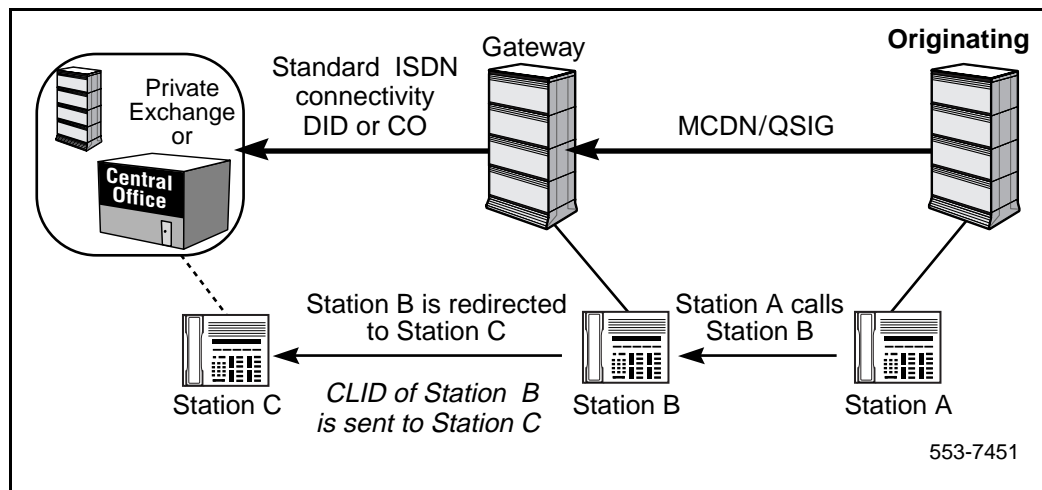 Originating
Gateway
Standard ISDN
connectivity
DID or CO
Private
Exchange
or
MCDN/QSIG
Central
Office
Station B is redirected
to Station C
Station A calls
Station B
CLID of Station B
is sent to Station C
Station C
Station B
Station A
553-7451